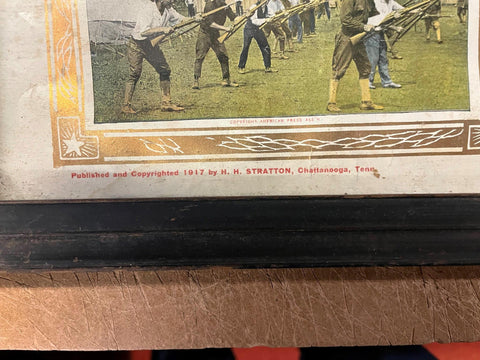 COPYRIGHT AMERICAN PRESS ASS'N
Published and Copyrighted 1917 by H. H. STRATTON, Chattanooga, Tenn.